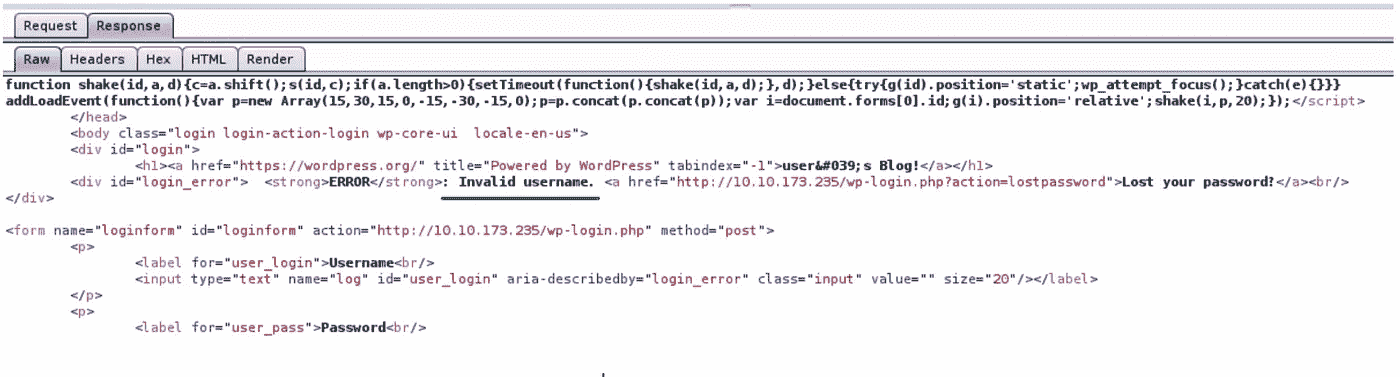 Request Response
Raw Headers Hex HTML Render
function shake(id,a,d){c=a.shift();s(id,c);if(a.length>0){setTimeout(function(){shake(id,a,d);},d);}else{try{g(id).position='static';wp_attempt_focus();}catch(e){}}}
addLoadEvent(function(){var p=new Array(15,30,15,0,-15,-30,-15,0);p=p.concat(p.concat(p));var i=document.forms[0].id;g(i).position='relative';shake(i,p,20);});</script>
</head>
<body class="login login-action-login wp-core-ui  locale-en-us">
<div id="login">
<h1><a href="https://wordpress.org/" title="Powered by WordPress" tabindex="-1">user&#039;s Blog!</a></h1>
<div id="login_error">  <strong>ERROR</strong>: Invalid username. <a href="http://10.10.173.235/wp-login.php?action=lostpassword">Lost your password?</a><br/>
</div>
<form name="loginform" id="loginform" action="http://10.10.173.235/wp-login.php" method="post">
<p>
<label for="user_login">Username<br/>
<input type="text" name="log" id="user_login" aria-describedby="login_error" class="input" value="" size="20"/></label>
</p>
<p>
<label for="user_pass">Password<br/>